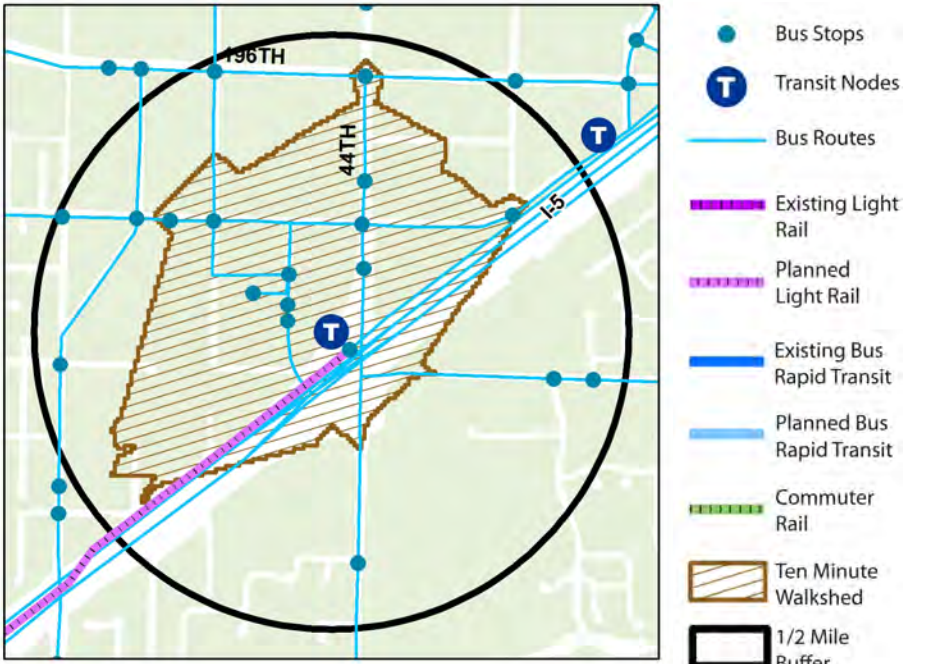 196TH
44TH
I-5
T
T
Bus Stops
T
Transit Nodes
Bus Routes
Existing Light
Rail
Planned
Light Rail
Existing Bus
Rapid Transit
Planned Bus
Rapid Transit
Commuter
Rail
Ten Minute
Walkshed
1/2 Mile
Buffer